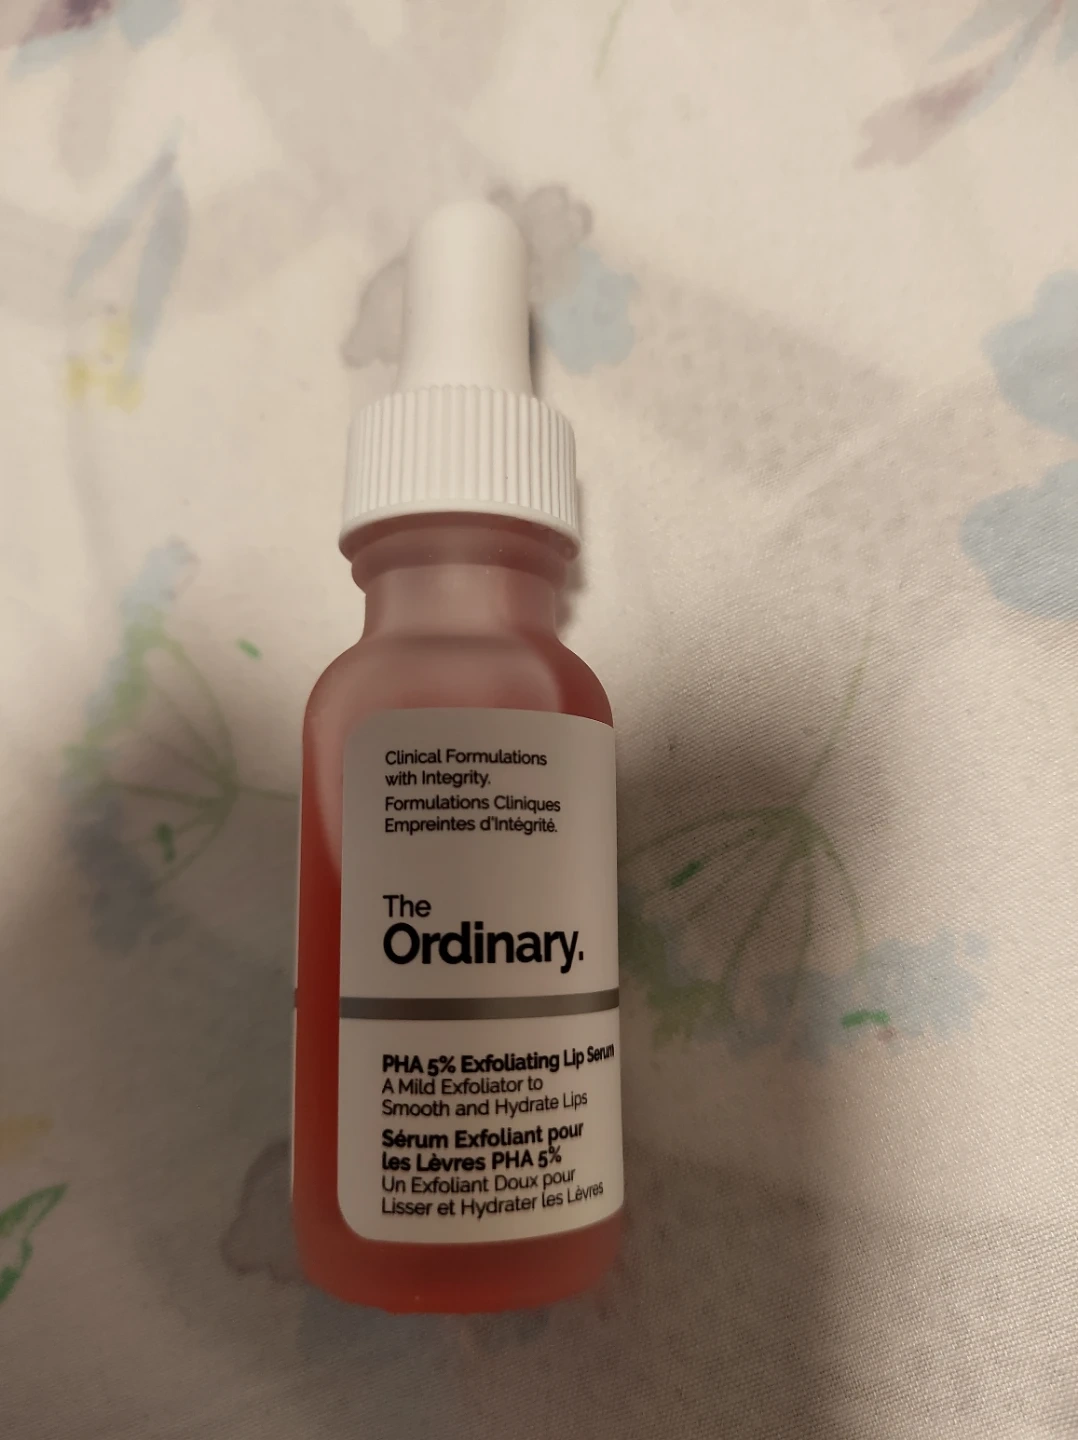 Clinical Formulations
with Integrity.
Formulations Cliniques
Empreintes d'Intégrité.
The
Ordinary.
PHA 5% Exfoliating Lip Serum
A Mild Exfoliator to
Smooth and Hydrate Lips
Sérum Exfoliant pour
les Lèvres PHA 5%
Un Exfoliant Doux pour
Lisser et Hydrater les Lèvres